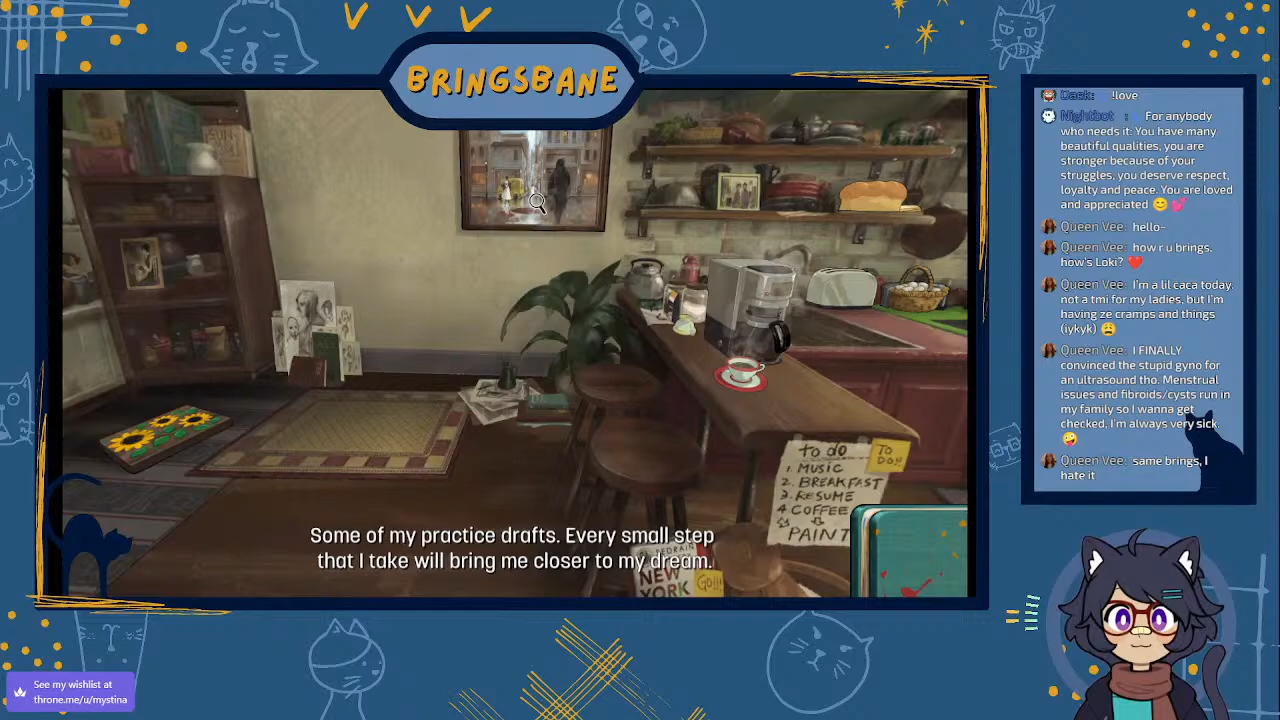 BRINGSBANE
Daek: !love
Nightbot : For anybody
who needs it: You have many
beautiful qualities, you are
stronger because of your
struggles, you deserve respect,
loyalty and peace. You are loved
and appreciated 😊 💕
Queen Vee: hello~
Queen Vee: how r u brings,
how's Loki? ❤️
Queen Vee: I'm a lil caca today,
not a tmi for my ladies, but I'm
having ze cramps and things
(iykyk) 😩
Queen Vee: I FINALLY
convinced the stupid gyno for
an ultrasound tho. Menstrual
issues and fibroids/cysts run in
my family so I wanna get
checked, I'm always very sick.
🤪
Queen Vee: same brings, I
hate it
SUN
to do
1. MUSIC
2. BREAKFAST
3. RESUME
4 COFFEE
PAINT
TO
DO!!
Some of my practice drafts. Every small step
that I take will bring me closer to my dream.
NEW
YORK
GO!!!
See my wishlist at
throne.me/u/mystina